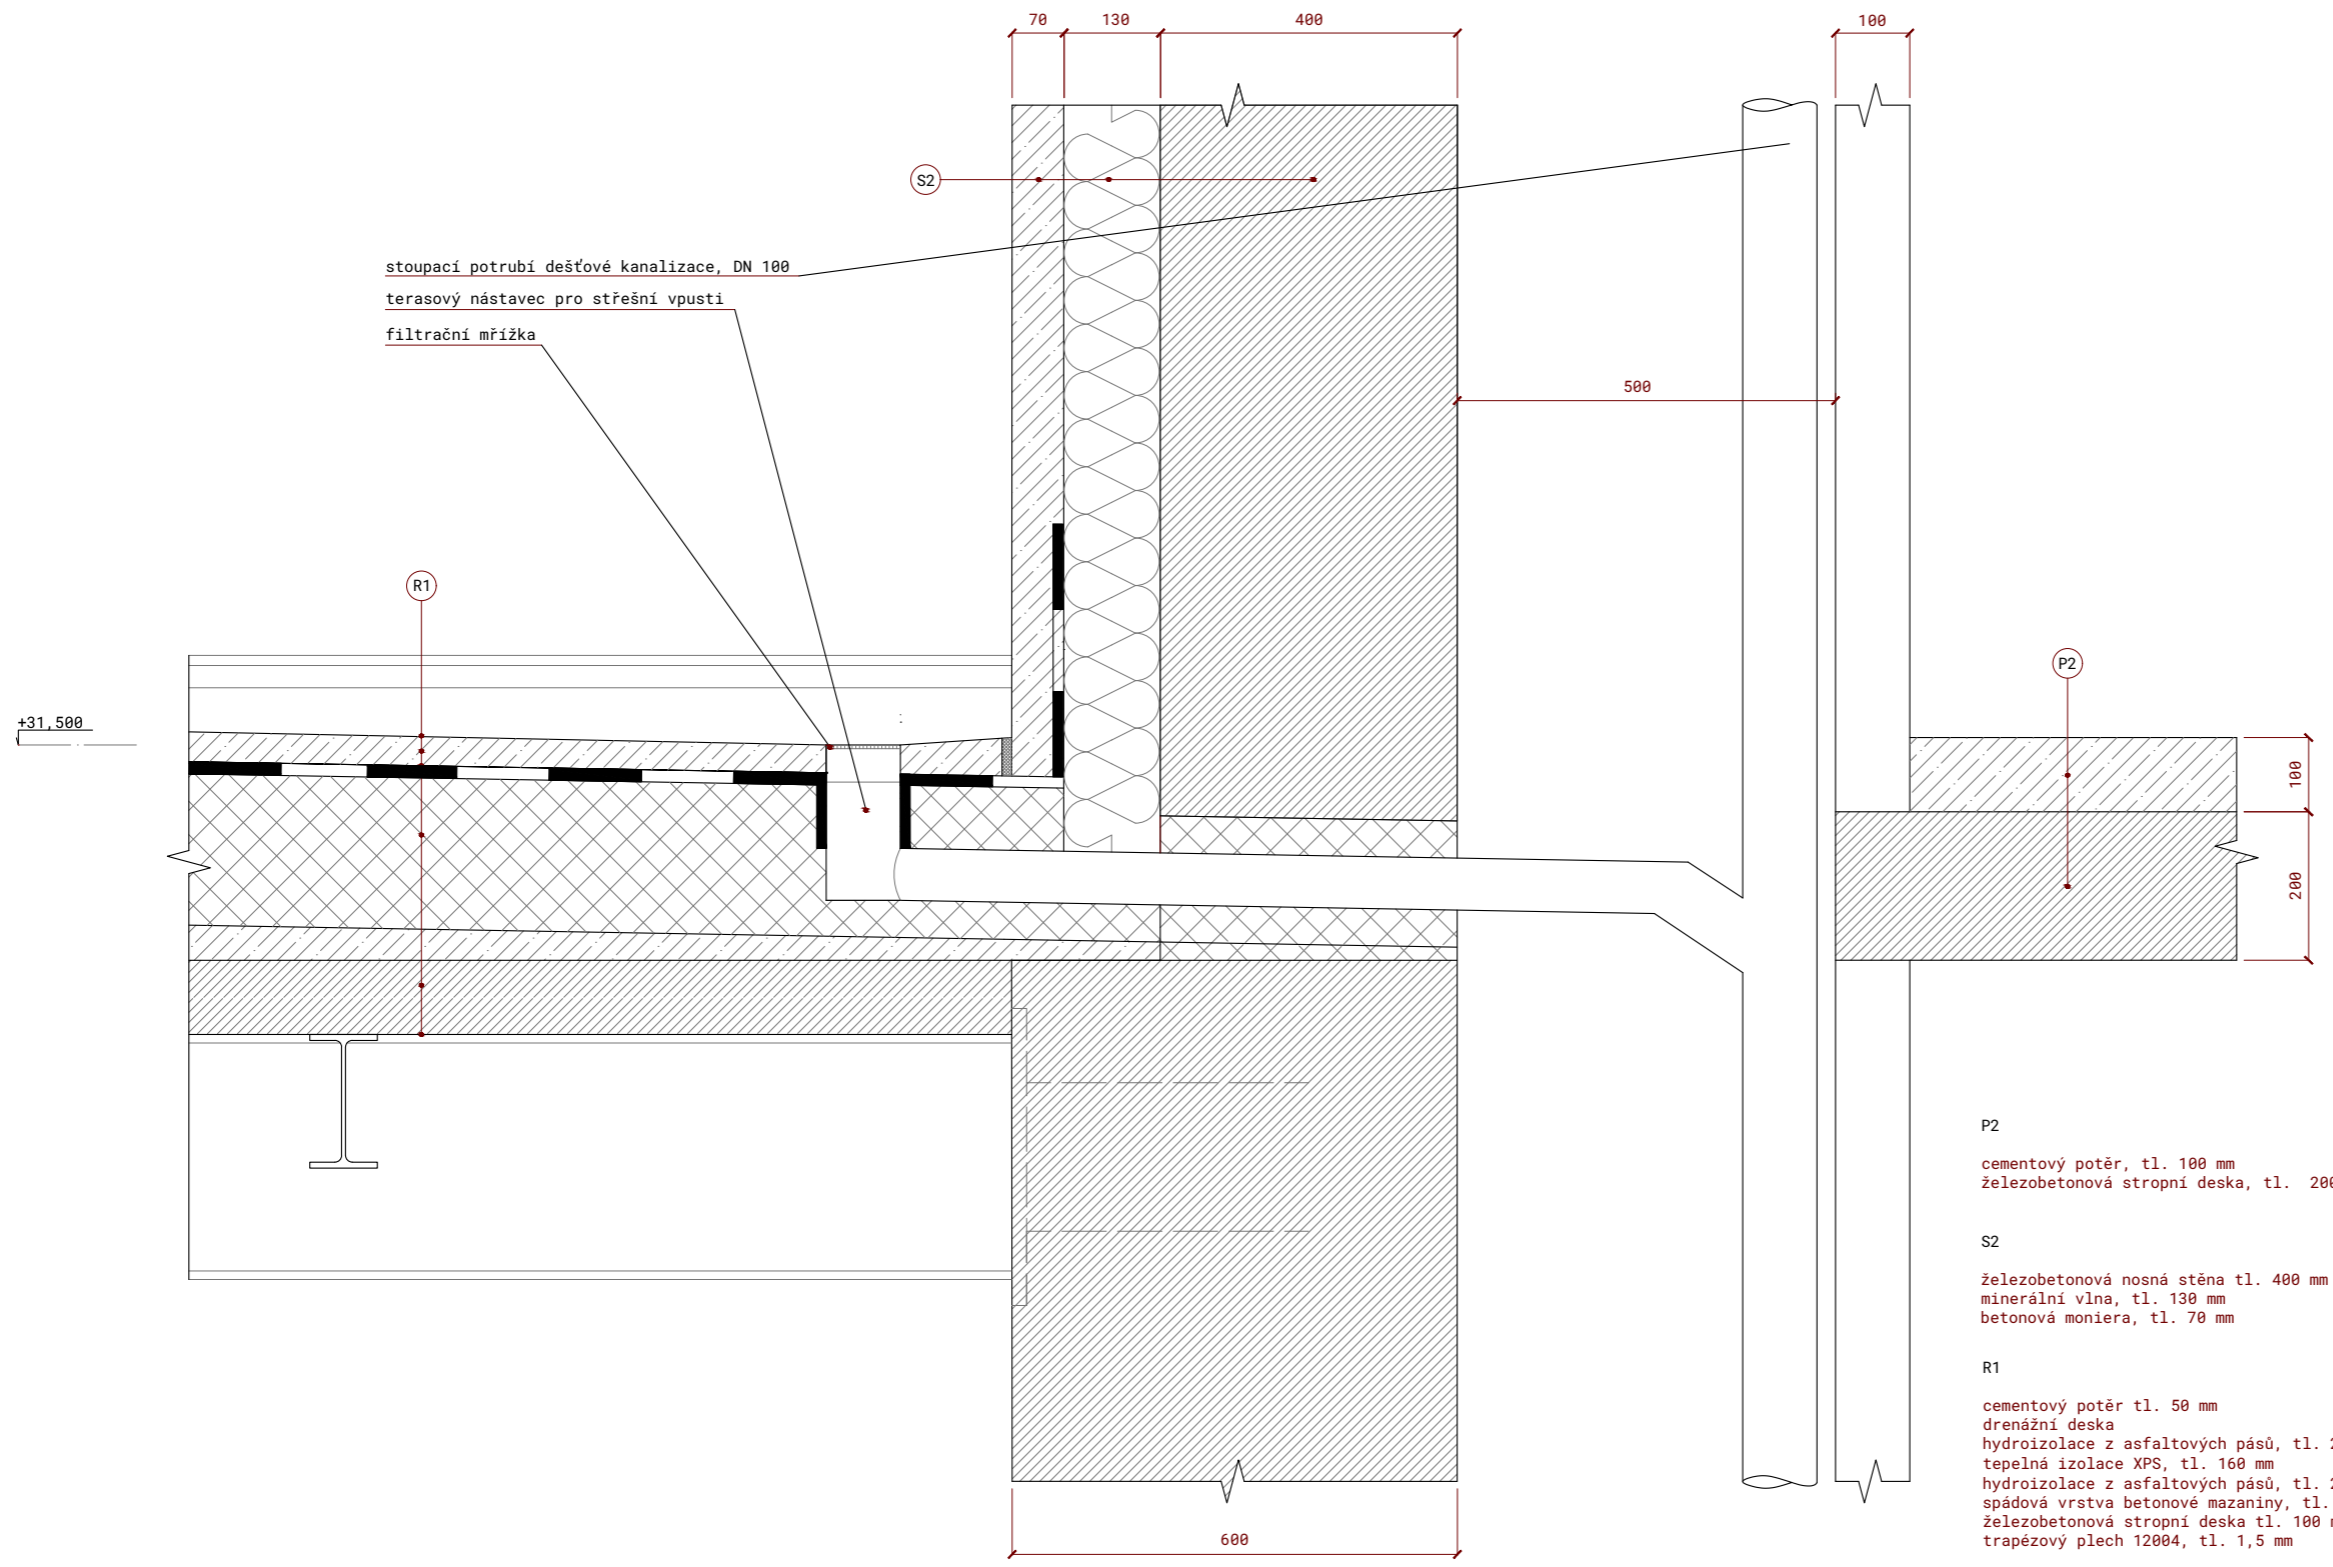 70
130
400
100
S2
stoupací potrubí dešťové kanalizace, DN 100
terasový nástavec pro střešní vpusti
filtrační mřížka
500
R1
P2
+31,500
100
200
P2
cementový potěr, tl. 100 mm
železobetonová stropní deska, tl.
S2
železobetonová nosná stěna tl. 400 mm
minerální vlna, tl. 130 mm
betonová moniera, tl. 70 mm
R1
cementový potěr tl. 50 mm
drenážní deska
hydroizolace z asfaltových pásů, tl.
tepelná izolace XPS, tl. 160 mm
hydroizolace z asfaltových pásů, tl.
spádová vrstva betonové mazaniny, tl.
železobetonová stropní deska tl. 100
trapézový plech 12004, tl. 1,5 mm
600